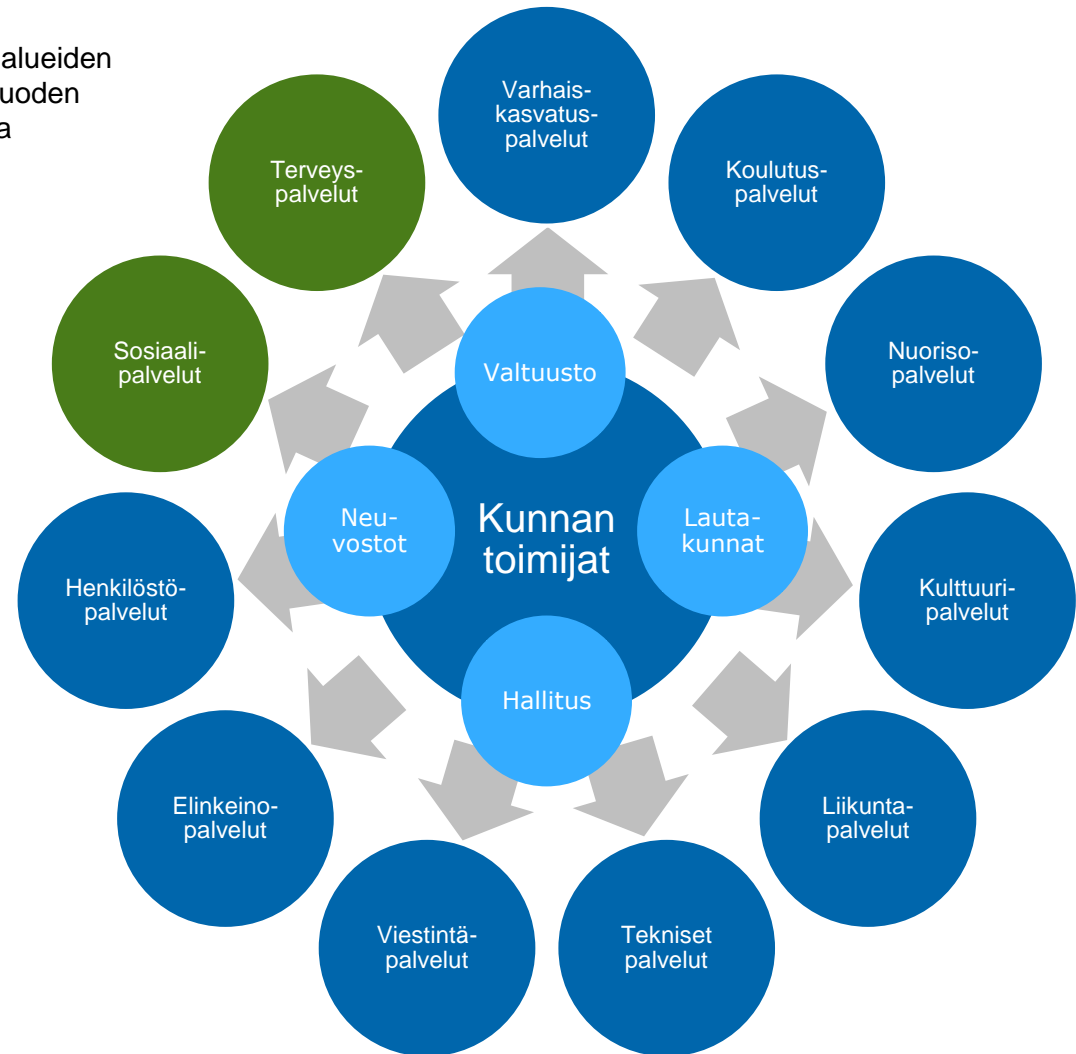 alueiden
uoden
a
Varhais-
kasvatus-
palvelut
Terveys-
palvelut
Koulutus-
palvelut
Sosiaali-
palvelut
Valtuusto
Nuoriso-
palvelut
Neu-
vostot
Kunnan
toimijat
Lauta-
kunnat
Henkilöstö-
palvelut
Kulttuuri-
palvelut
Hallitus
Elinkeino-
palvelut
Liikunta-
palvelut
Viestintä-
palvelut
Tekniset
palvelut